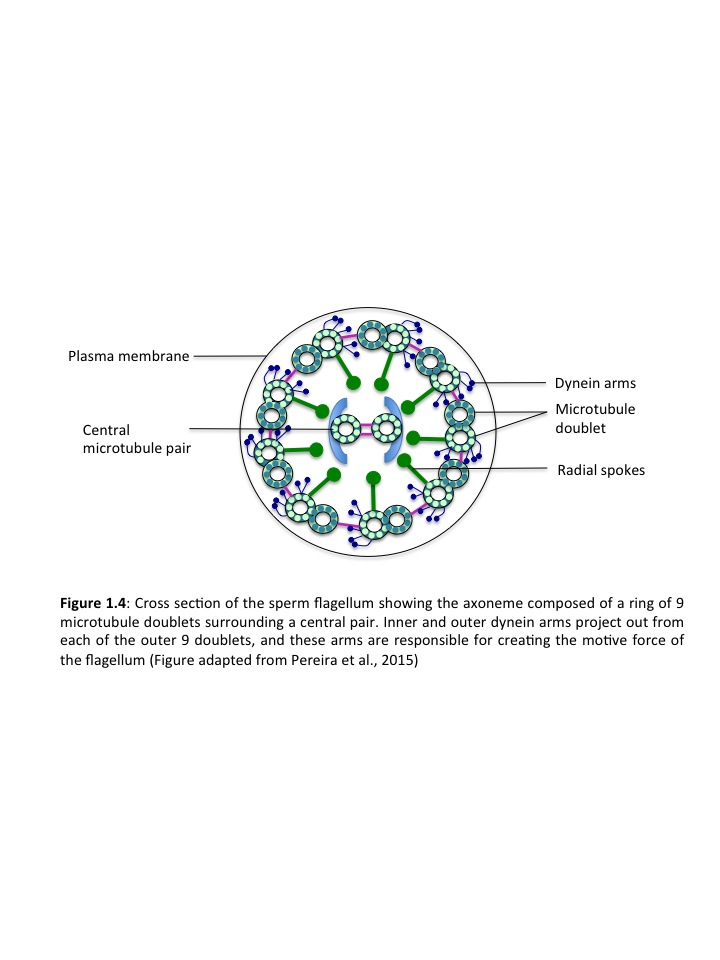 Plasma membrane
Central
microtubule pair
Dynein arms
Microtubule
doublet
Radial spokes
Figure 1.4: Cross section of the sperm flagellum showing the axoneme composed of a ring of 9
microtubule doublets surrounding a central pair. Inner and outer dynein arms project out from
each of the outer 9 doublets, and these arms are responsible for creating the motive force of
the flagellum (Figure adapted from Pereira et al., 2015)